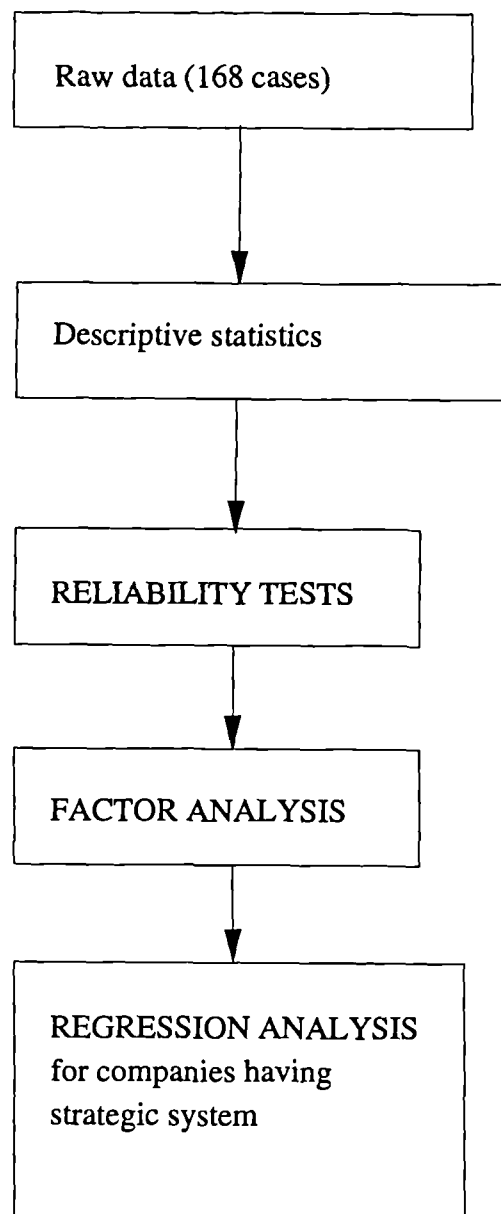 Raw data (168 cases)
Descriptive statistics
RELIABILITY TESTS
FACTOR ANALYSIS
REGRESSION ANALYSIS
for companies having
strategic system